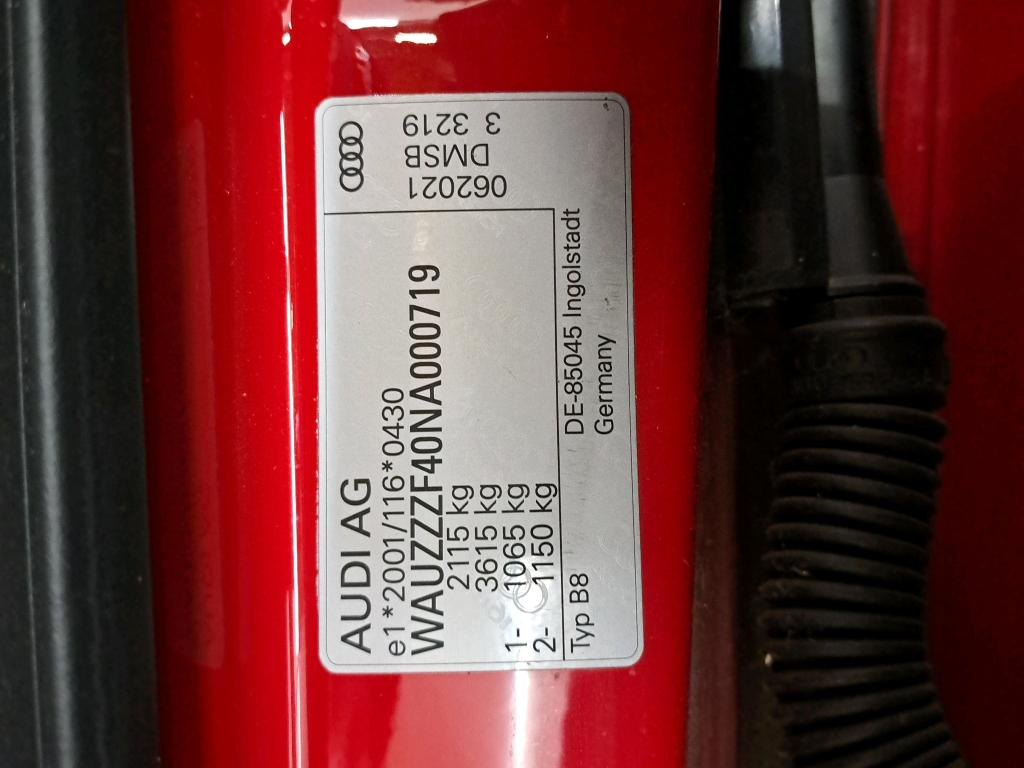 AUDI AG
e1*2001/116*0430
WAUZZZF40NA000719
2115 kg
3615 kg
1- 1065 kg
2- 1150 kg
Typ B8
DE-85045 Ingolstadt
Germany
062021
DMSB
3 3219